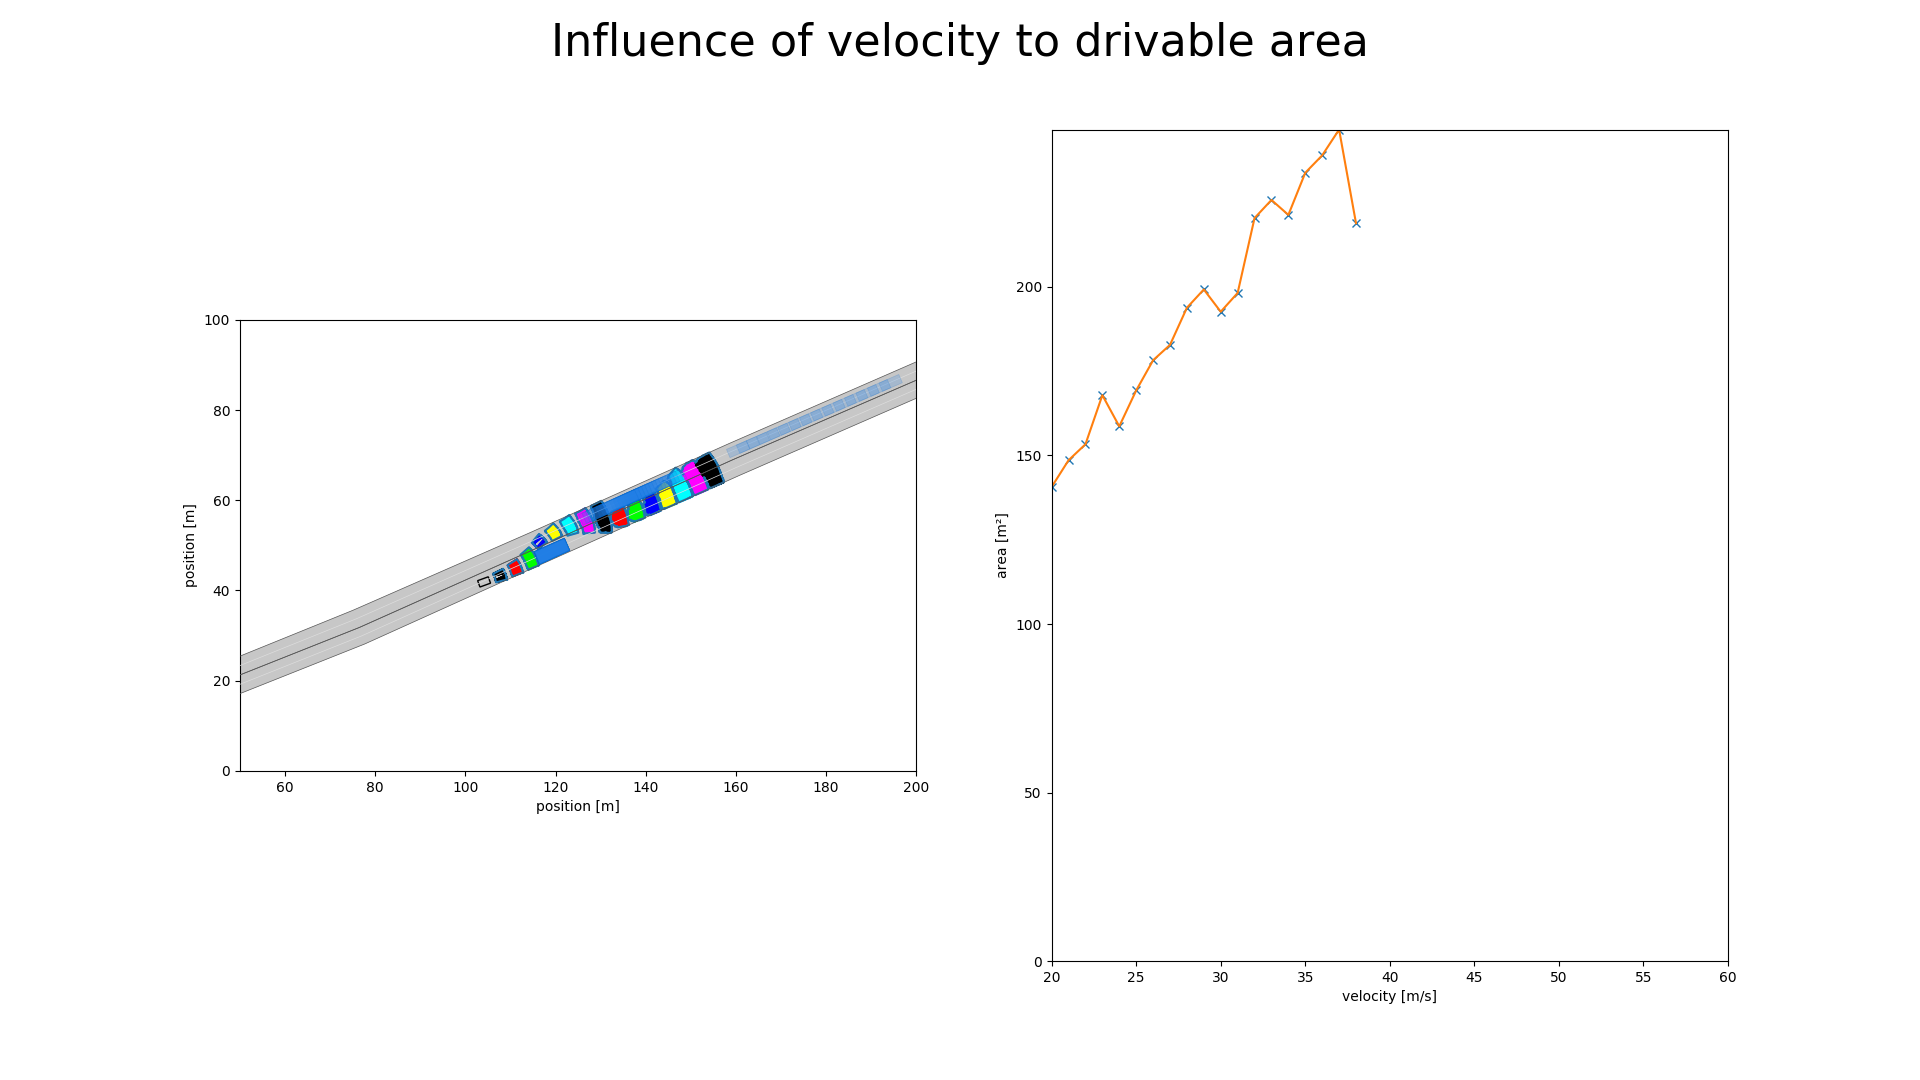 Influence of velocity to drivable area
100
80
60
40
20
0
position [m]
60 80 100 120 140 160 180 200
position [m]
200
150
100
50
0
area [m²]
20 25 30 35 40 45 50 55 60
velocity [m/s]